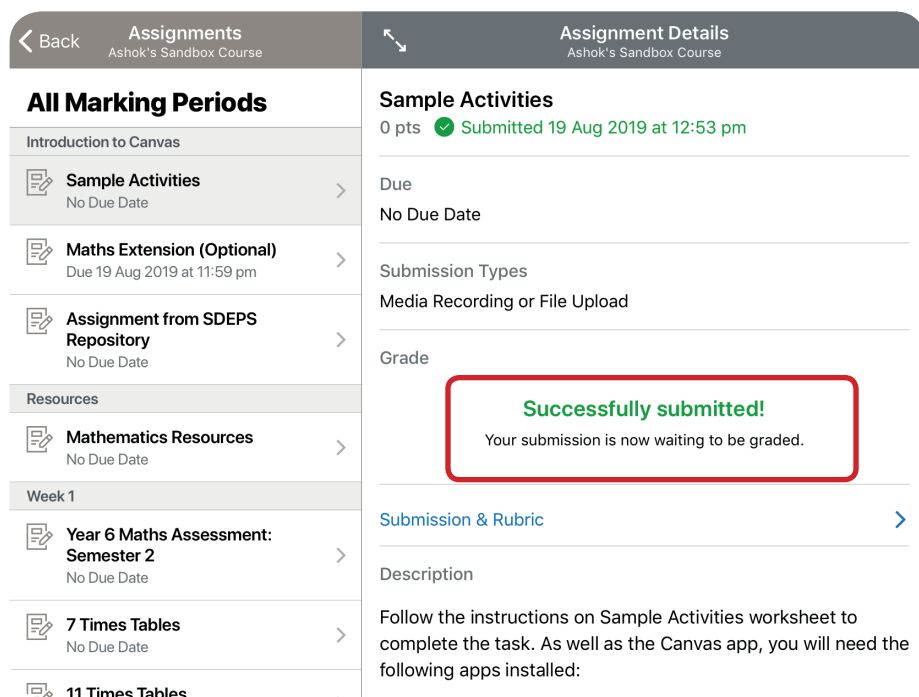 Back
Assignments
Ashok's Sandbox Course
All Marking Periods
Introduction to Canvas
Sample Activities
No Due Date
Maths Extension (Optional)
Due 19 Aug 2019 at 11:59 pm
Assignment from SDEPS
Repository
No Due Date
Resources
Mathematics Resources
No Due Date
Week 1
Year 6 Maths Assessment:
Semester 2
No Due Date
7 Times Tables
No Due Date
11 Times Tables
Assignment Details
Ashok's Sandbox Course
Sample Activities
0 pts Submitted 19 Aug 2019 at 12:53 pm
Due
No Due Date
Submission Types
Media Recording or File Upload
Grade
Successfully submitted!
Your submission is now waiting to be graded.
Submission & Rubric
Description
Follow the instructions on Sample Activities worksheet to
complete the task. As well as the Canvas app, you will need the
following apps installed: